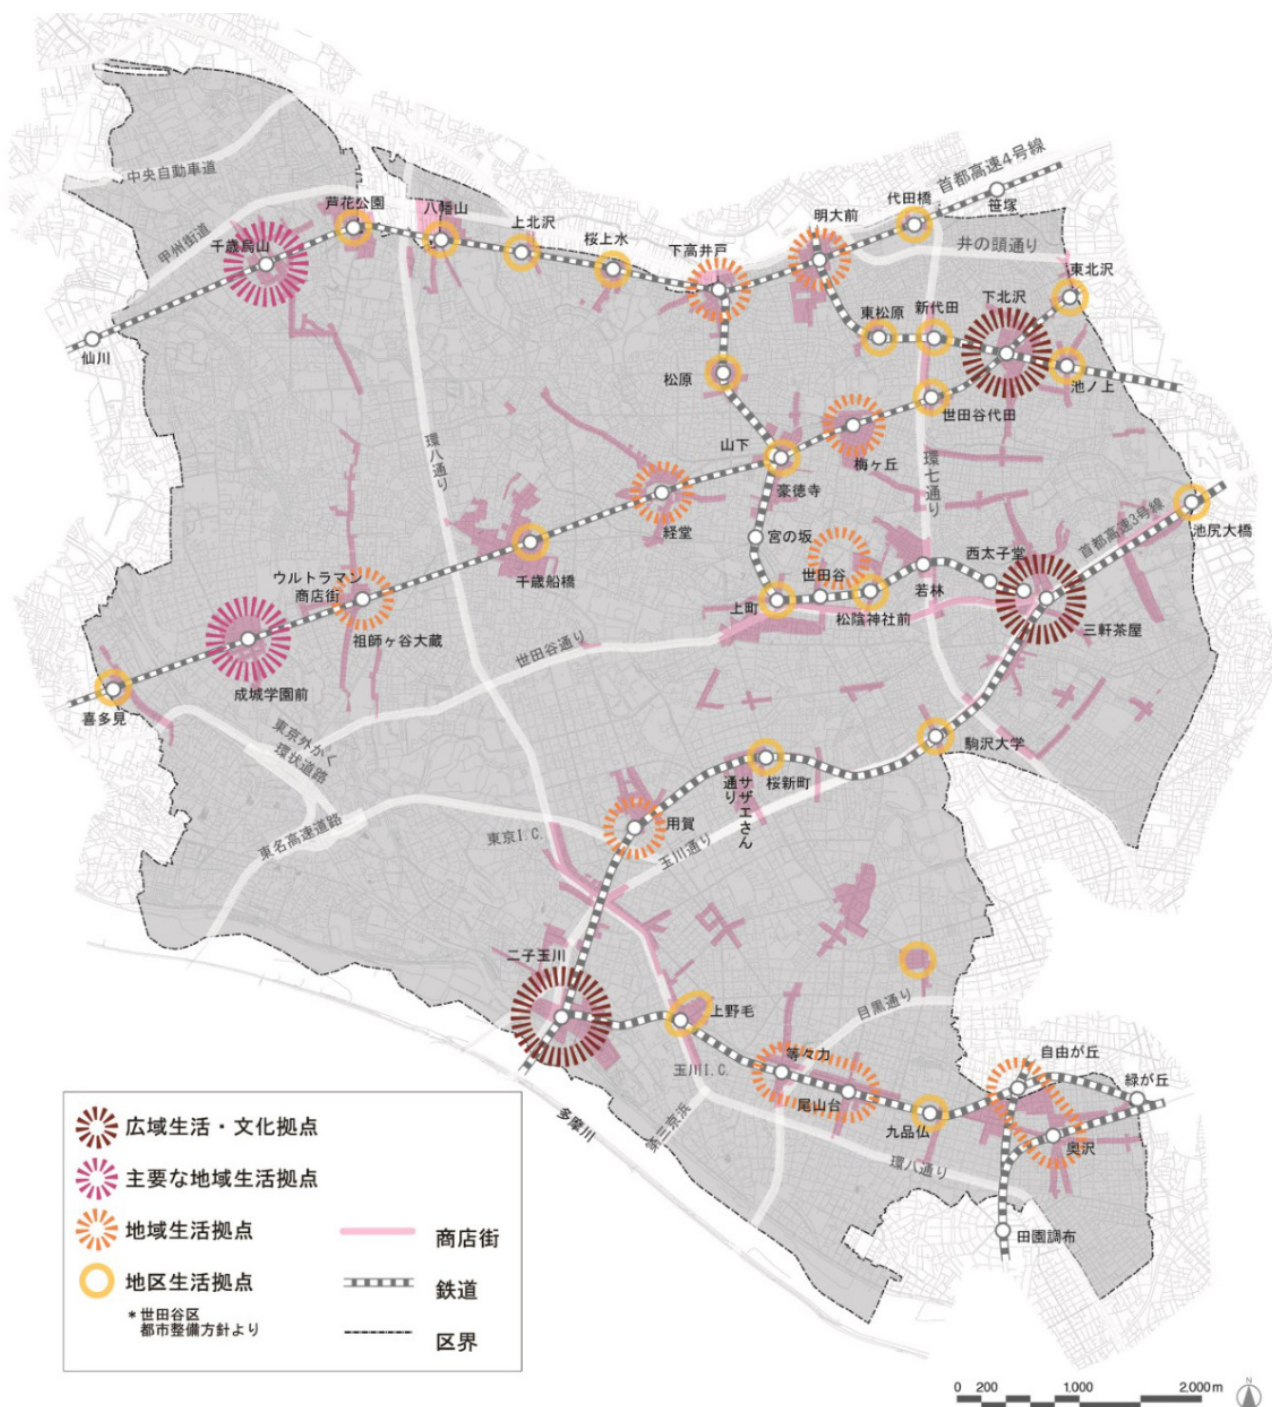 首都高速4号線
笹塚
代田橋
中央自動車道
芦花公園
八幡山
上北沢
桜上水
下高井戸
明大前
井の頭通り
甲州街道
千歳烏山
東北沢
下北沢
東松原
新代田
仙川
松原
池ノ上
世田谷代田
環八通り
山下
梅ヶ丘
環七通り
豪徳寺
経堂
宮の坂
首都高速3号線
池尻大橋
西太子堂
千歳船橋
ウルトラマン
商店街
世田谷
若林
上町
松陰神社前
三軒茶屋
祖師ヶ谷大蔵
世田谷通り
成城学園前
喜多見
東京外かく
環状道路
駒沢大学
桜新町
サザエさん
通り
用賀
東名高速道路
東京I.C.
玉川通り
二子玉川
上野毛
目黒通り
等々力
自由が丘
玉川I.C.
尾山台
緑が丘
九品仏
多摩川
第三京浜
奥沢
環八通り
田園調布
広域生活・文化拠点
主要な地域生活拠点
地域生活拠点
地区生活拠点
*世田谷区
都市整備方針より
商店街
鉄道
区界
0 200 1,000 2,000m
N